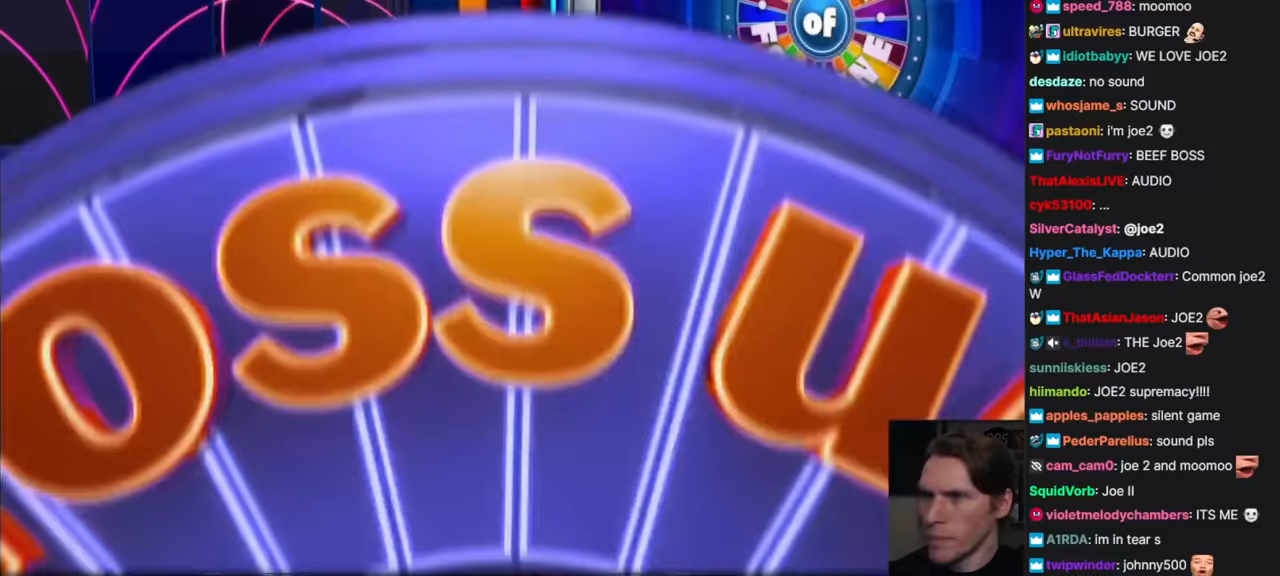 of
oss u
speed_788: moomoo
ultravires: BURGER
idiotbabyy: WE LOVE JOE2
desdaze: no sound
whosjame_s: SOUND
pastaoni: i'm joe2
FuryNotFurry: BEEF BOSS
ThatAlexisLIVE: AUDIO
cyk53100: ...
SilverCatalyst: @joe2
Hyper_The_Kappa: AUDIO
GlassFedDockterr: Common joe2
W
ThatAsianJason: JOE2
THE Joe2
sunniiskiess: JOE2
hiimando: JOE2 supremacy!!!!
apples_papples: silent game
PederParelius: sound pls
cam_cam0: joe 2 and moomoo
SquidVorb: Joe II
violetmelodychambers: ITS ME
A1RDA: im in tear s
twipwinder: johnny500